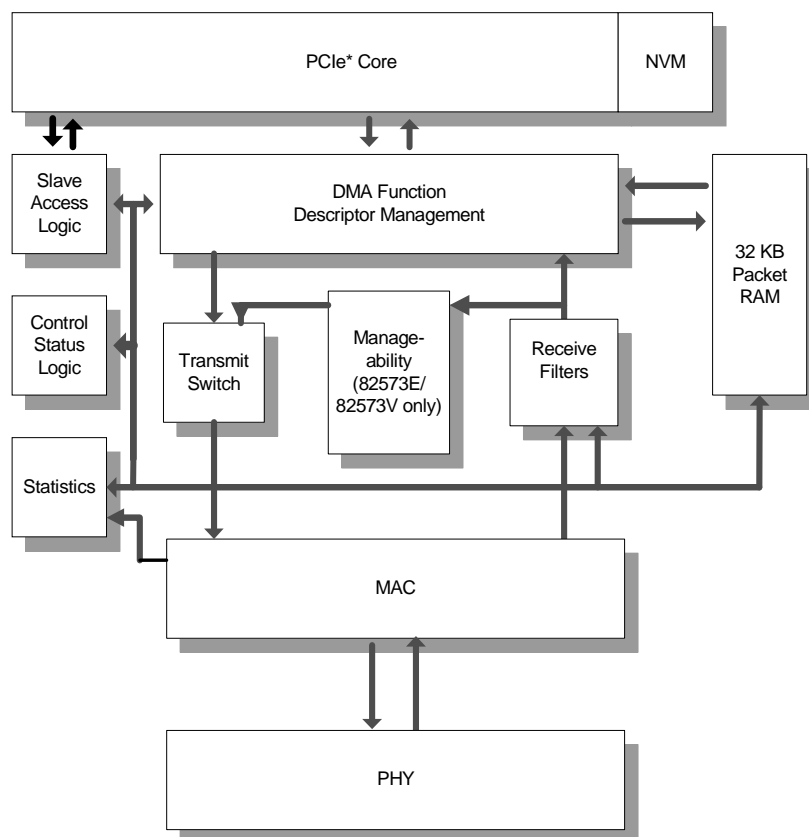 PCIe* Core
NVM
Slave
Access
Logic
DMA Function
Descriptor Management
32 KB
Packet
RAM
Control
Status
Logic
Transmit
Switch
Manage-
ability
(82573E/
82573V only)
Receive
Filters
Statistics
MAC
PHY